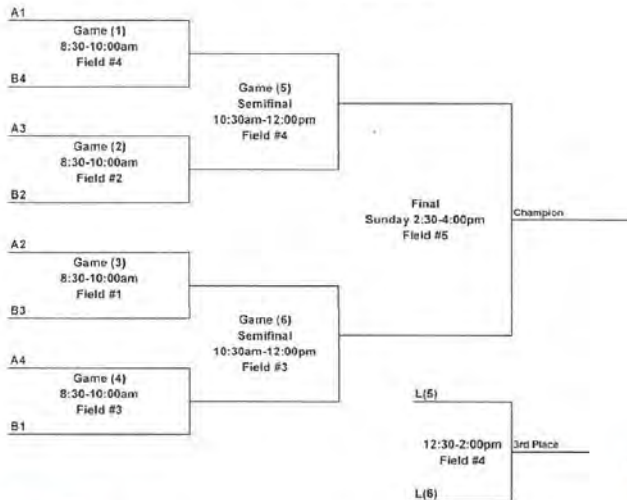 A1
Game (1)
8:30-10:00am
Field #4
B4
A3
Game (2)
8:30-10:00am
Field #2
B2
A2
Game (3)
8:30-10:00am
Field #1
B3
A4
Game (4)
8:30-10:00am
Field #3
B1
Game (5)
Semifinal
10:30am-12:00pm
Field #4
Game (6)
Semifinal
10:30am-12:00pm
Field #3
Final
Sunday 2:30-4:00pm
Field #5
Champion
L(5)
12:30-2:00pm
Field #4
3rd Place
L(6)